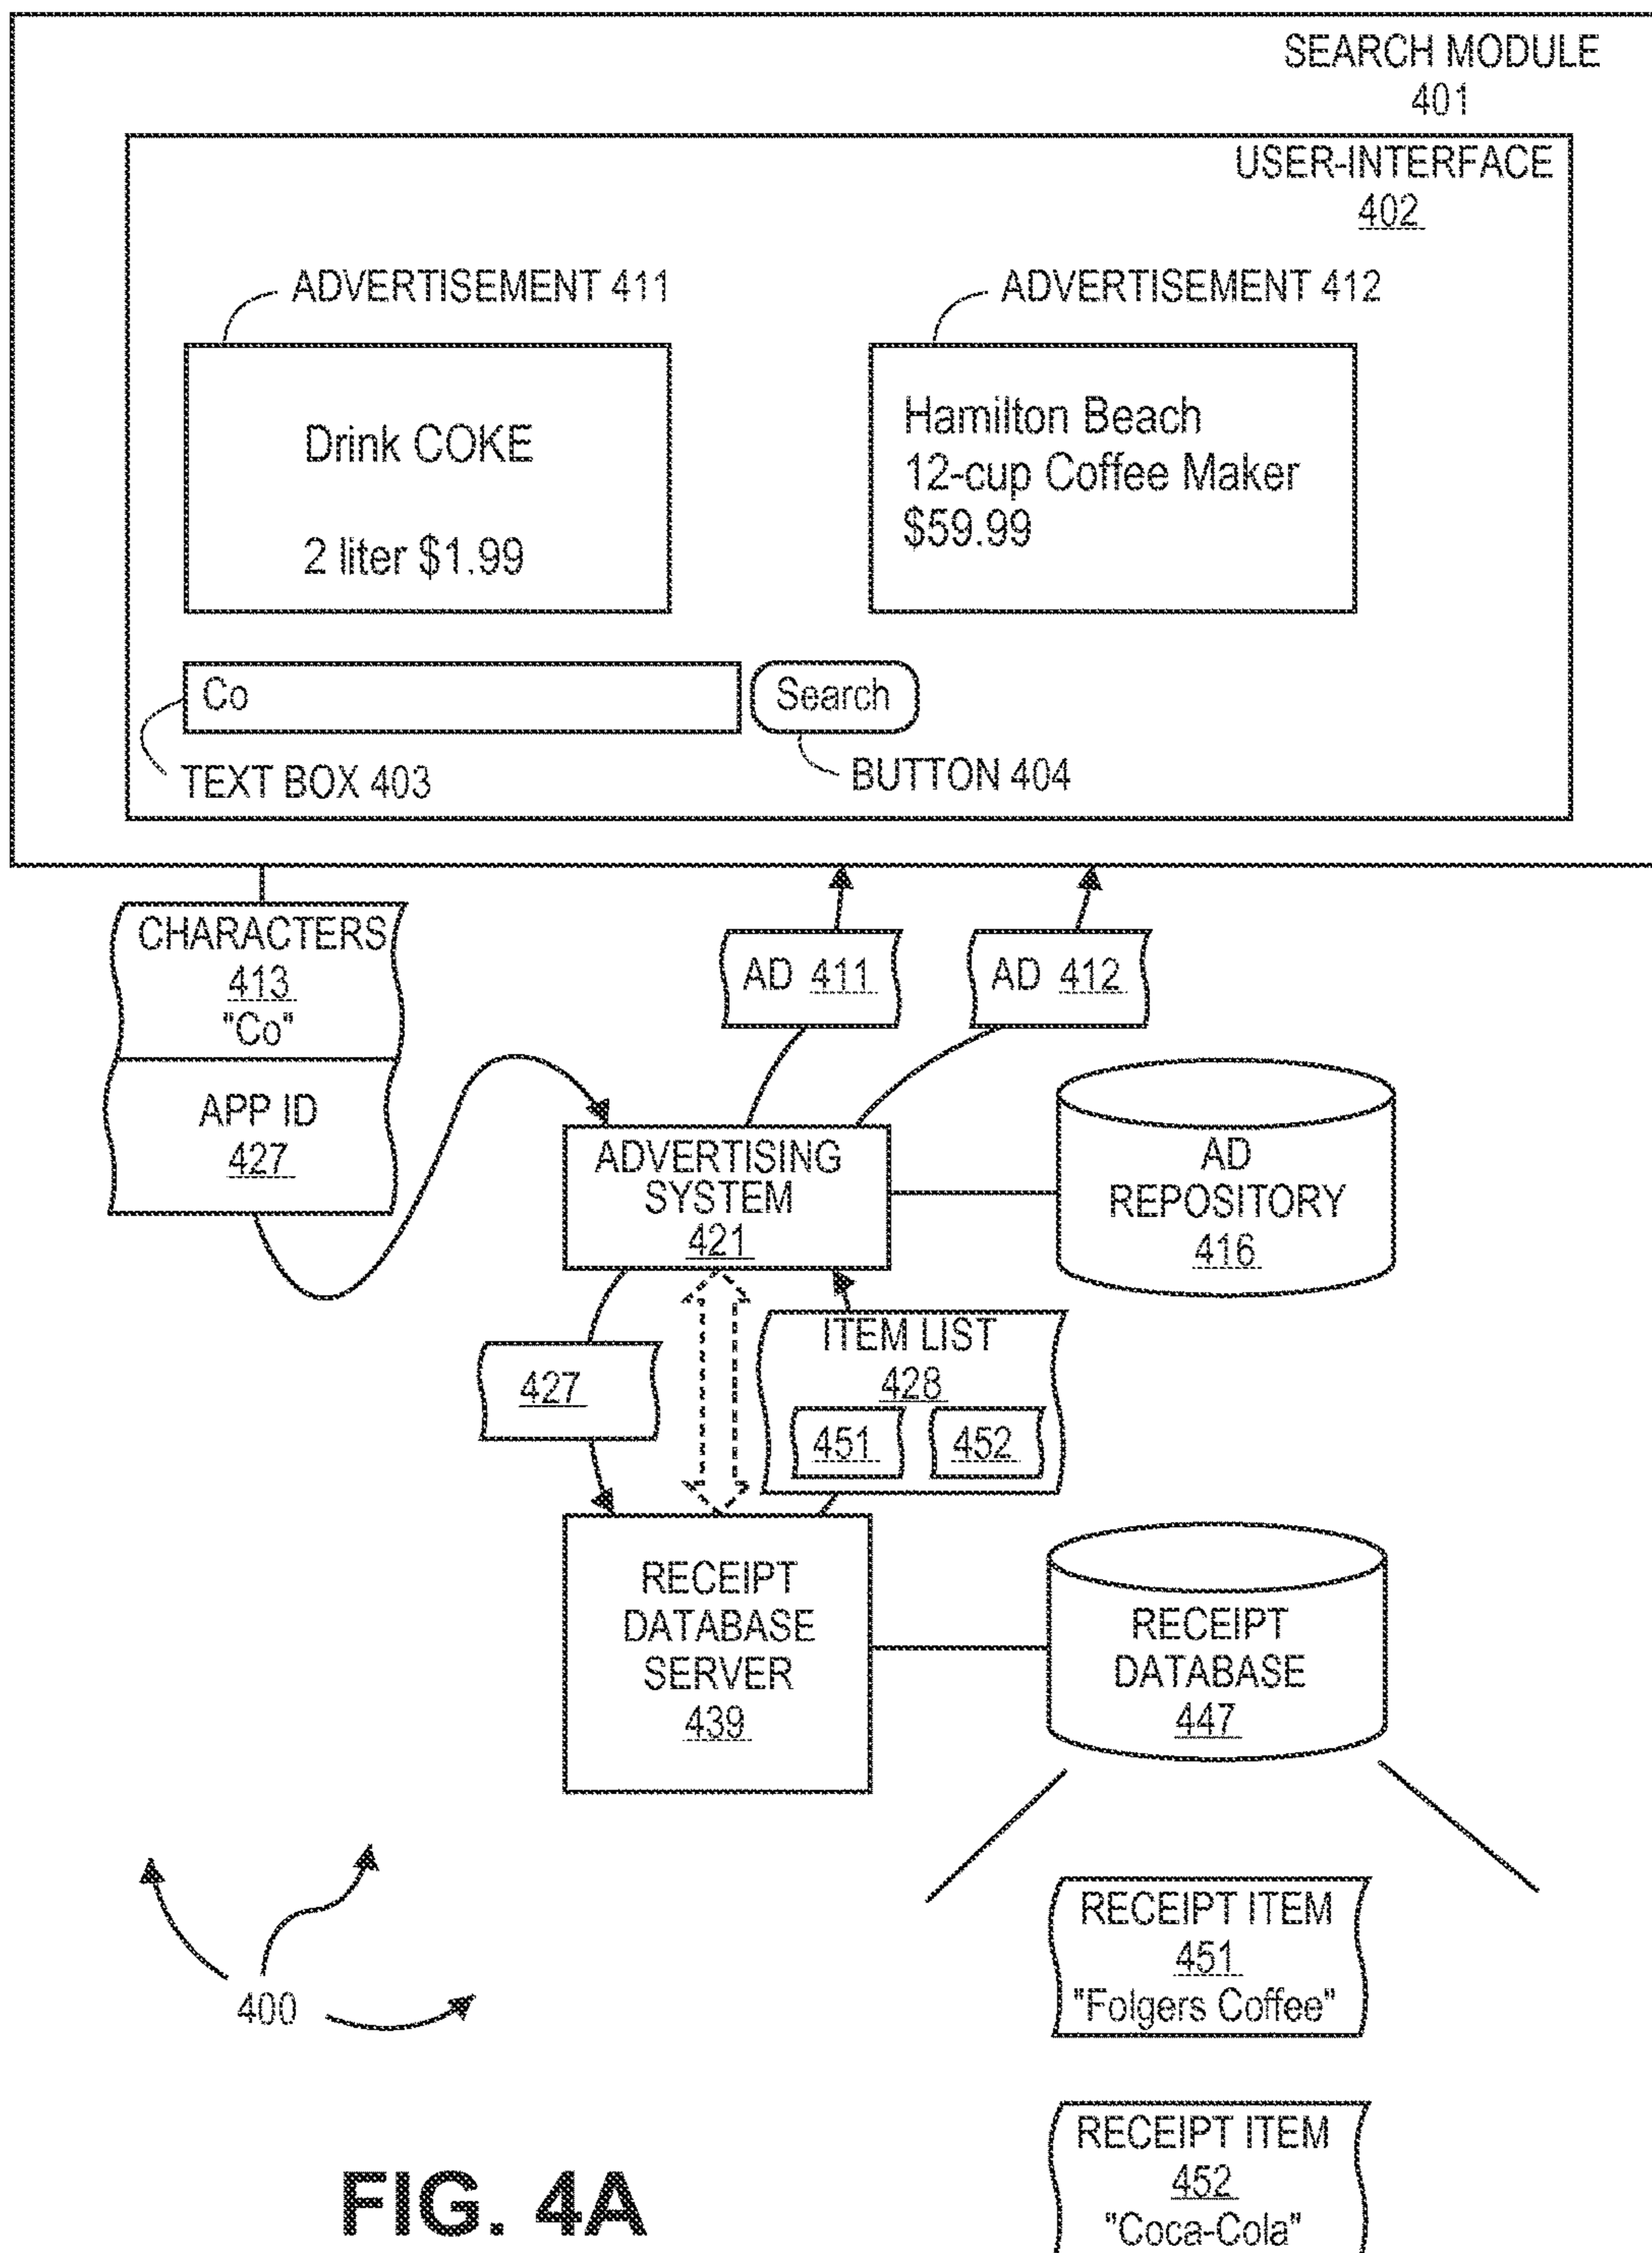 SEARCH MODULE
401
USER-INTERFACE
402
ADVERTISEMENT 411
ADVERTISEMENT 412
Drink COKE
2 liter $1.99
Hamilton Beach
12-cup Coffee Maker
$59.99
Co
Search
TEXT BOX 403
BUTTON 404
CHARACTERS
413
"Co"
APP ID
427
AD 411
AD 412
ADVERTISING
SYSTEM
421
AD
REPOSITORY
416
427
ITEM LIST
428
451
452
RECEIPT
DATABASE
SERVER
439
RECEIPT
DATABASE
447
400
RECEIPT ITEM
451
"Folgers Coffee"
RECEIPT ITEM
452
"Coca-Cola"
FIG. 4A